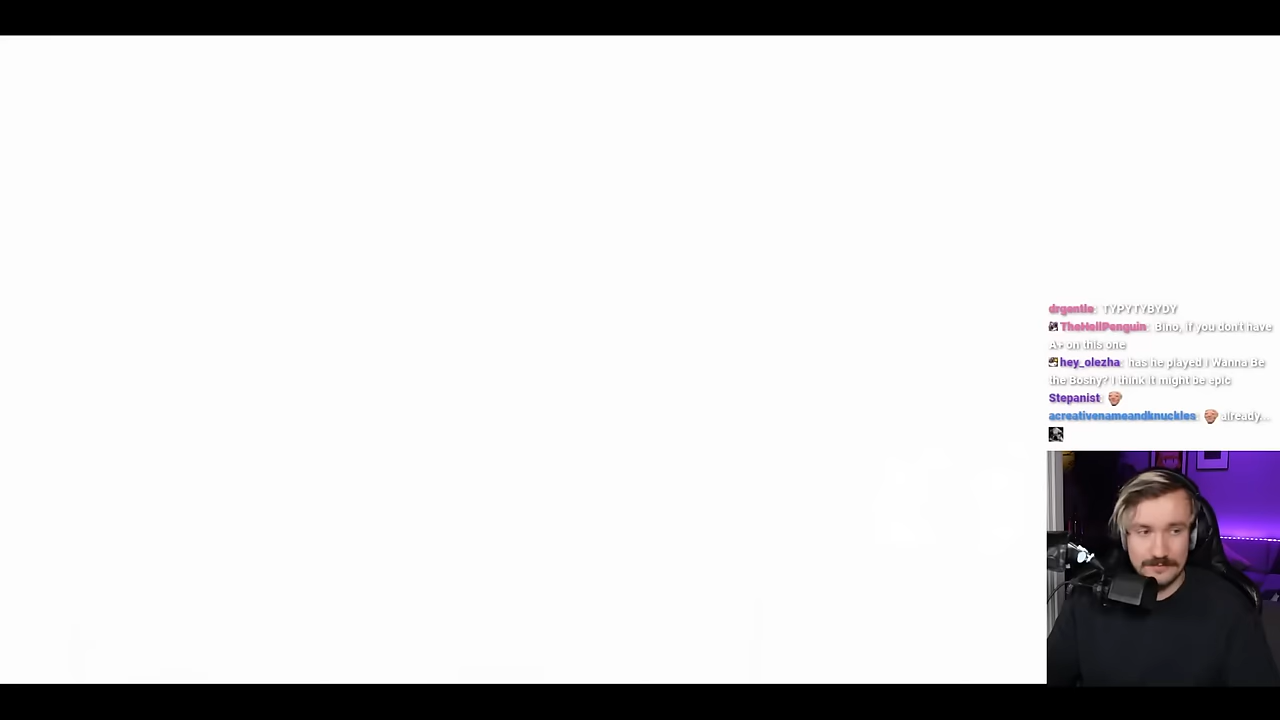 drgentle: TYPYTYBYDY
TheHellPenguin: Bino, if you don't have
A+ on this one
hey_olezha: has he played I Wanna Be
the Boshy? I think it might be epic
Stepanist
acreativenameandknuckles: already...